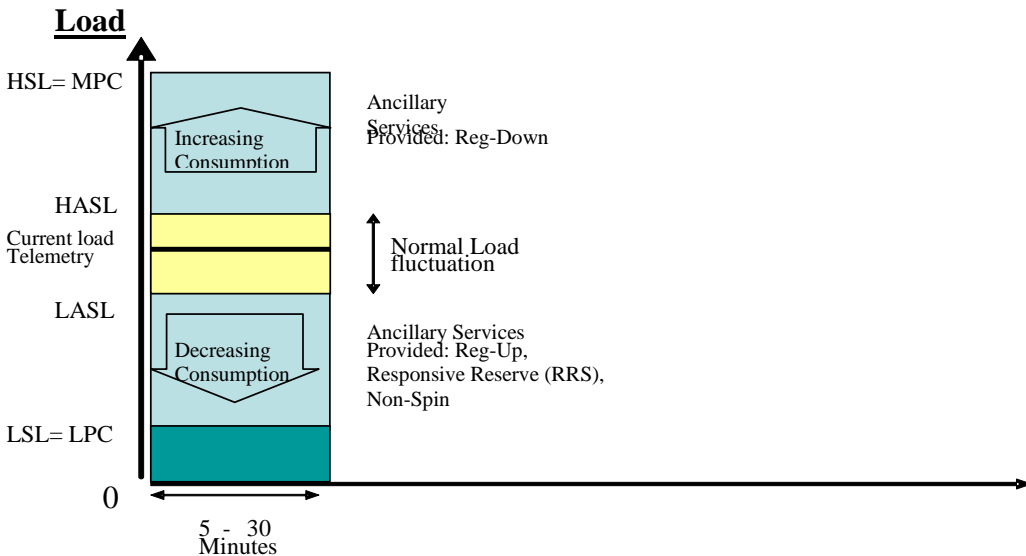 Load
HSL= MPC
Ancillary
Services
Provided: Reg-Down
Increasing
Consumption
HASL
Current load
Telemetry
Normal Load
fluctuation
LASL
Ancillary Services
Provided: Reg-Up,
Responsive Reserve (RRS),
Non-Spin
Decreasing
Consumption
LSL= LPC
0
5 - 30
Minutes